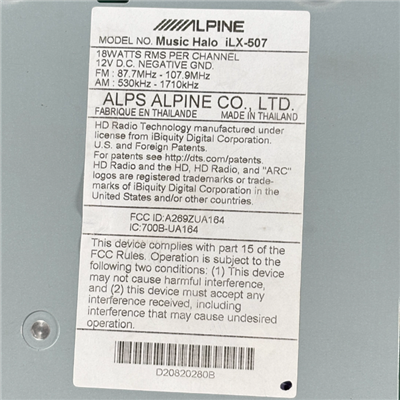 ALPINE
MODEL NO. Music Halo iLX-507
18WATTS RMS PER CHANNEL
12V D.C. NEGATIVE GND.
FM : 87.7MHz - 107.9MHz
AM : 530kHz - 1710kHz
ALPS ALPINE CO., LTD.
FABRIQUE EN THAILANDE MADE IN THAILAND
HD Radio Technology manufactured under
license from iBiquity Digital Corporation.
U.S. and Foreign Patents.
For patents see http://dts.com/patents
HD Radio and the HD, HD Radio, and "ARC"
logos are registered trademarks or trade-
marks of iBiquity Digital Corporation in the
United States and/or other countries.
FCC ID:A269ZUA164
IC:700B-UA164
This device complies with part 15 of the
FCC Rules. Operation is subject to the
following two conditions: (1) This device
may not cause harmful interference,
and (2) this device must accept any
interference received, including
interference that may cause undesired
operation.
D20820280B